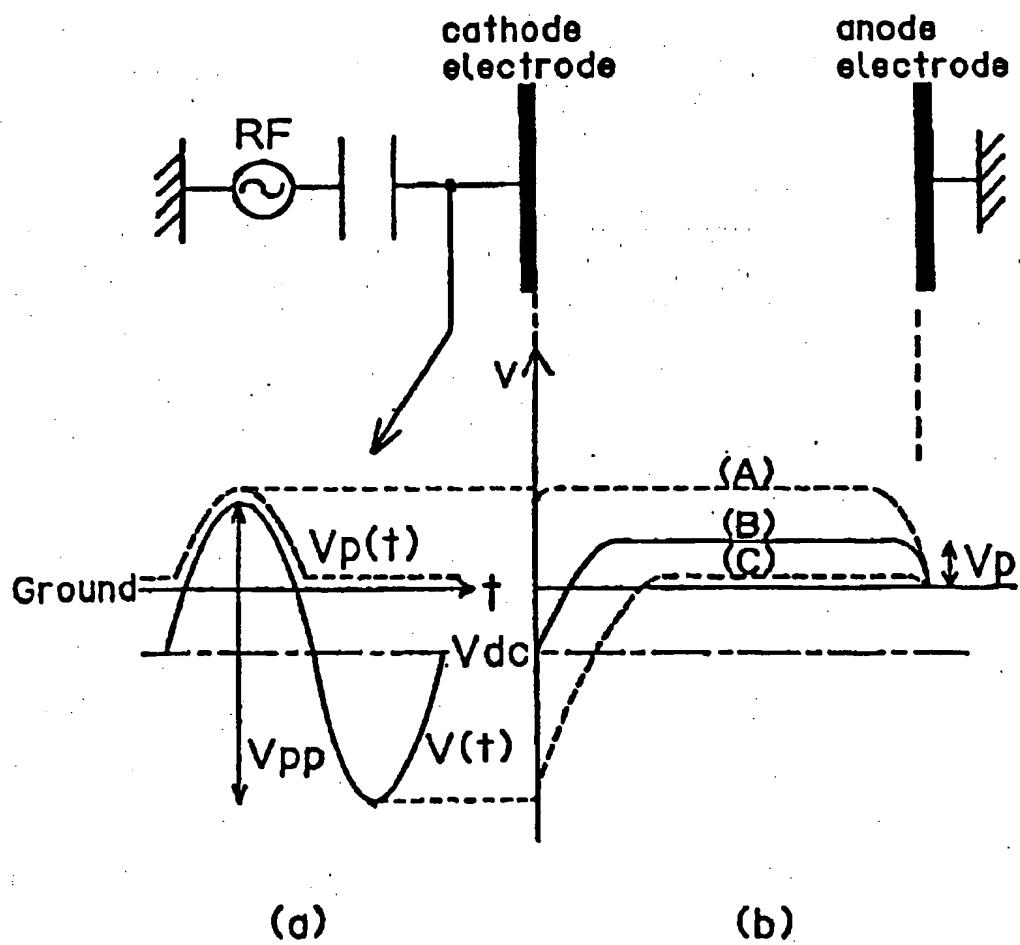 cathode
electrode
anode
electrode
RF
V
(A)
(B)
(C)
Vp(t)
Vp
Ground
t
Vdc
Vpp
V(t)
(a)
(b)